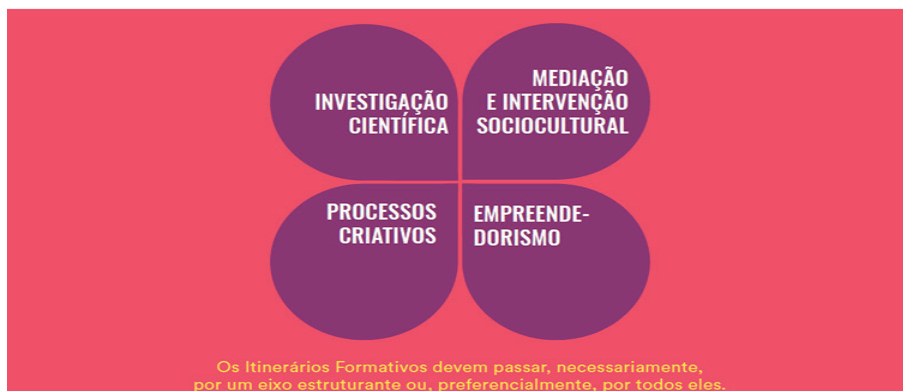 INVESTIGAÇÃO
CIENTÍFICA
MEDIAÇÃO
E INTERVENÇÃO
SOCIOCULTURAL
PROCESSOS
CRIATIVOS
EMPREENDE-
DORISMO
Os Itinerários Formativos devem passar, necessariamente,
por um eixo estruturante ou, preferencialmente, por todos eles.